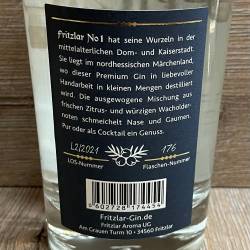 Fritzlar No1 hat seine Wurzeln in der
mittelalterlichen Dom- und Kaiserstadt.
Sie liegt im nordhessischen Märchenland,
wo dieser Premium Gin in liebevoller
Handarbeit in kleinen Mengen destilliert
wird. Die ausgewogene Mischung aus
frischen Zitrus- und würzigen Wacholder-
noten schmeichelt Nase und Gaumen.
Pur oder als Cocktail ein Genuss.
L2/2021 176
LOS-Nummer Flaschen-Nummer
8602728174454
Fritzlar-Gin.de
Fritzlar Aroma UG
Am Grauen Turm 10 • 34560 Fritzlar